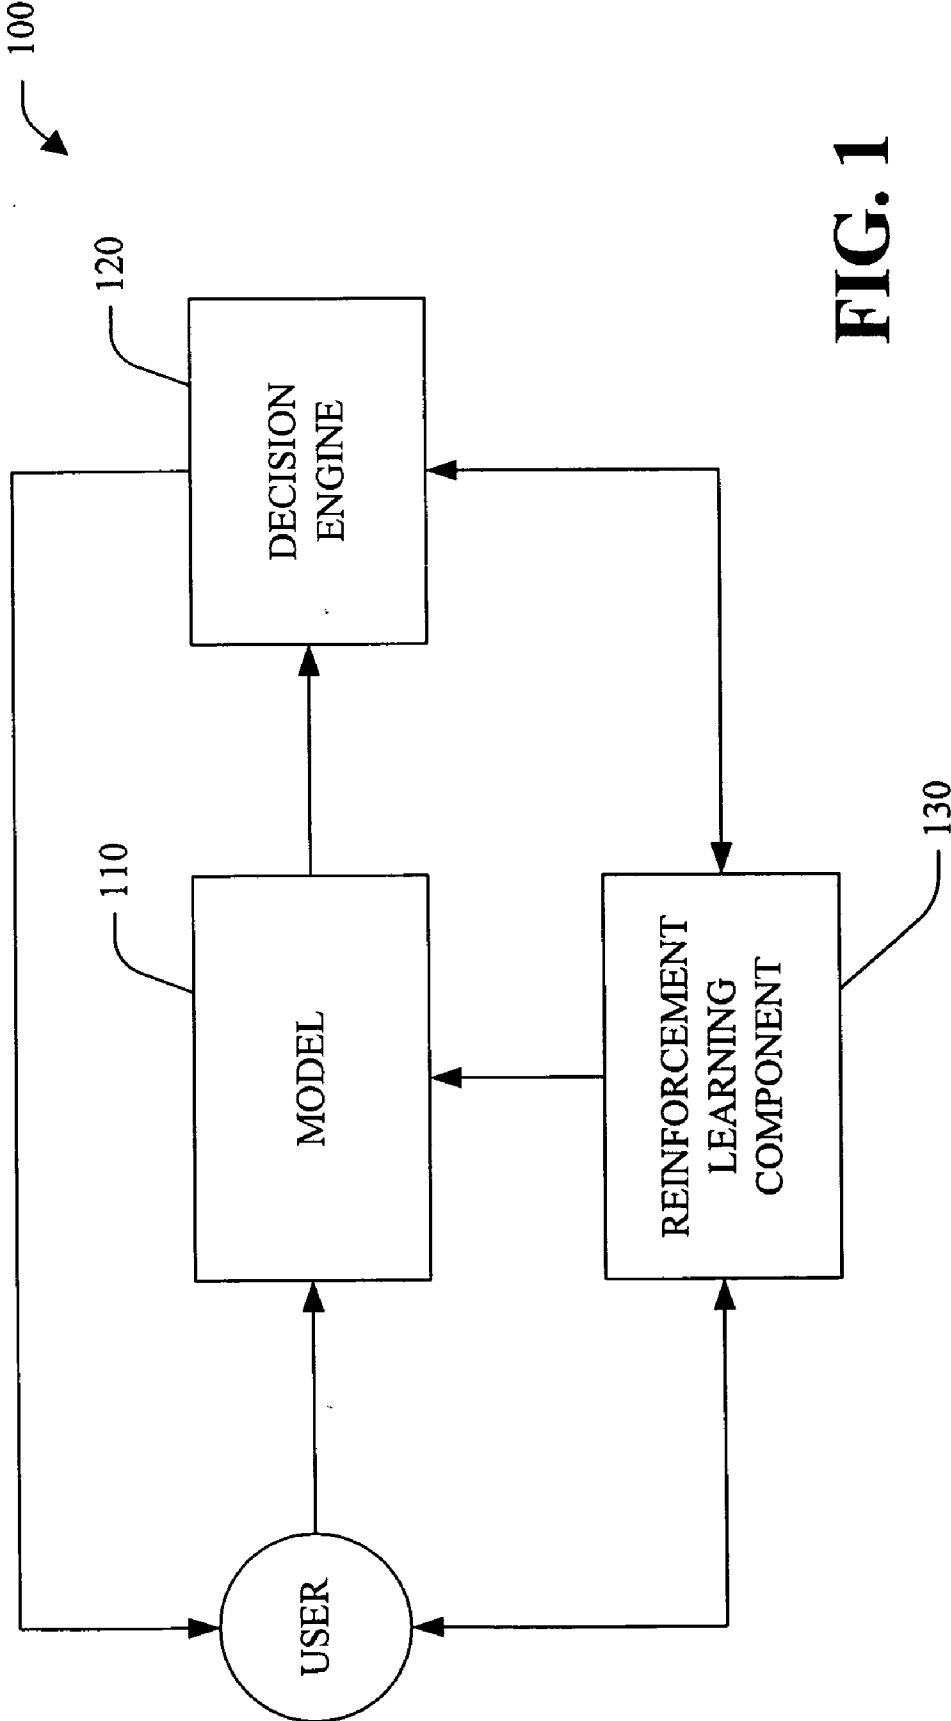 100
120
DECISION
ENGINE
110
MODEL
USER
REINFORCEMENT
LEARNING
COMPONENT
130
FIG. 1